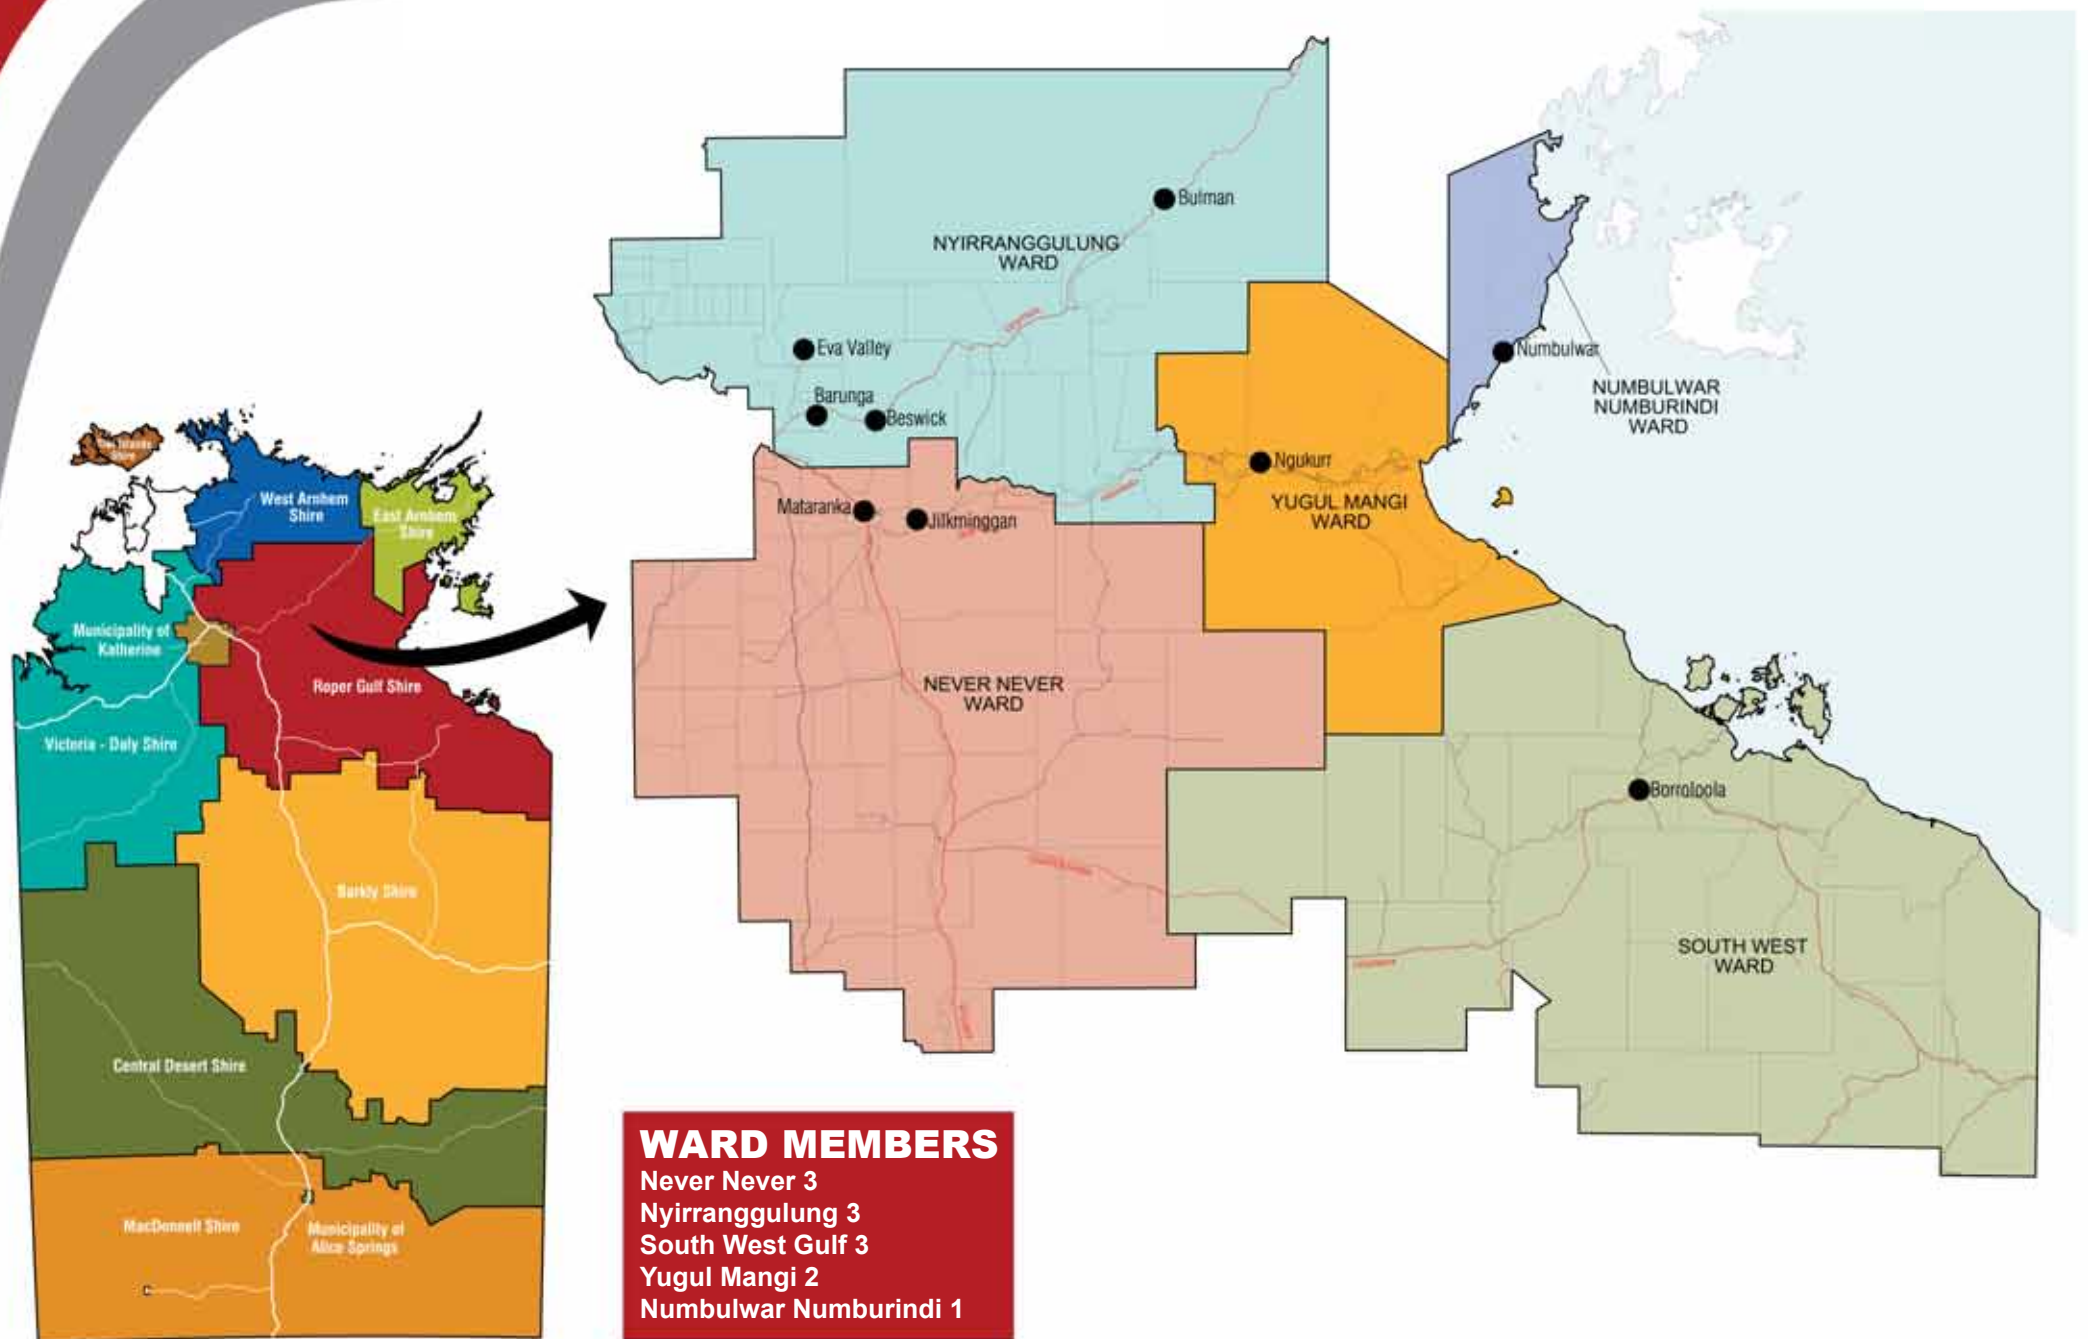 Bulman
NYIRRANGGULUNG
WARD
Eva Valley
Barunga
Beswick
Numbulwar
NUMBULWAR
NUMBURINDI
WARD
Ngukurr
YUGUL MANGI
WARD
Mataranka
Jilkminggan
NEVER NEVER
WARD
Borroloola
SOUTH WEST
WARD
West Arnhem
Shire
East Arnhem
Shire
Municipality of
Katherine
Roper Gulf Shire
Victoria - Daly Shire
Barkly Shire
Central Desert Shire
MacDonnell Shire
Municipality of
Alice Springs
WARD MEMBERS
Never Never 3
Nyirranggulung 3
South West Gulf 3
Yugul Mangi 2
Numbulwar Numburindi 1